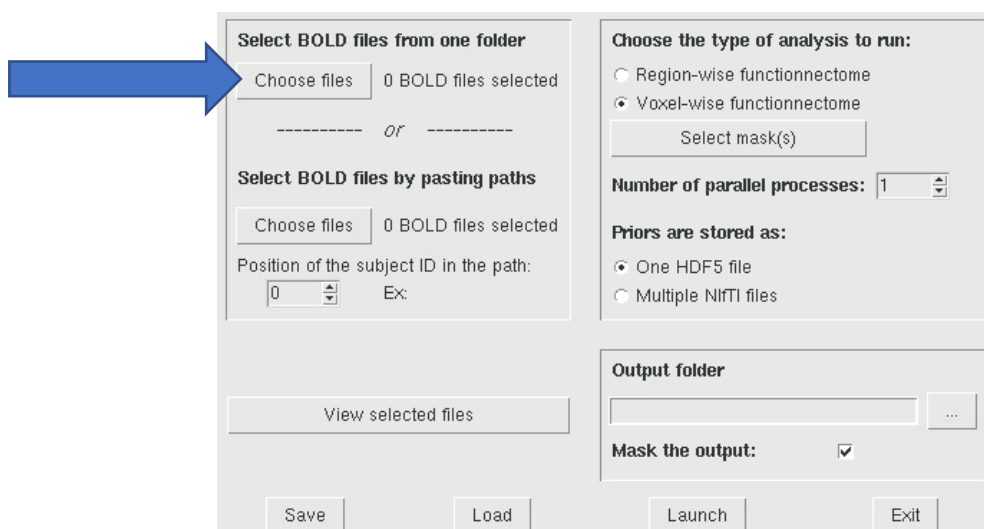 Select BOLD files from one folder
Choose files 0 BOLD files selected
---------- or ----------
Select BOLD files by pasting paths
Choose files 0 BOLD files selected
Position of the subject ID in the path:
0 Ex:
View selected files
Choose the type of analysis to run:
Region-wise functionnectome
Voxel-wise functionnectome
Select mask(s)
Number of parallel processes: 1
Priors are stored as:
One HDF5 file
Multiple NIfTI files
Output folder
...
Mask the output:
Save Load Launch Exit